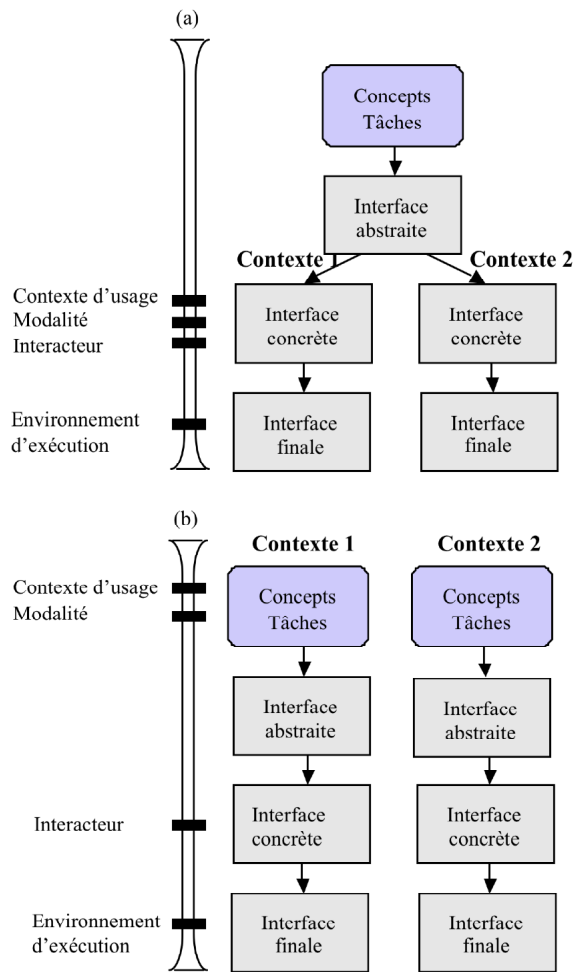 (a)
Concepts
Tâches
Interface
abstraite
Contexte 1
Contexte 2
Contexte d'usage
Modalité
Interacteur
Interface
concrète
Interface
concrète
Environnement
d'exécution
Interface
finale
Interface
finale
(b)
Contexte 1
Contexte 2
Contexte d'usage
Modalité
Concepts
Tâches
Concepts
Tâches
Interface
abstraite
Interface
abstraite
Interacteur
Interface
concrète
Interface
concrète
Environnement
d'exécution
Interface
finale
Interface
finale